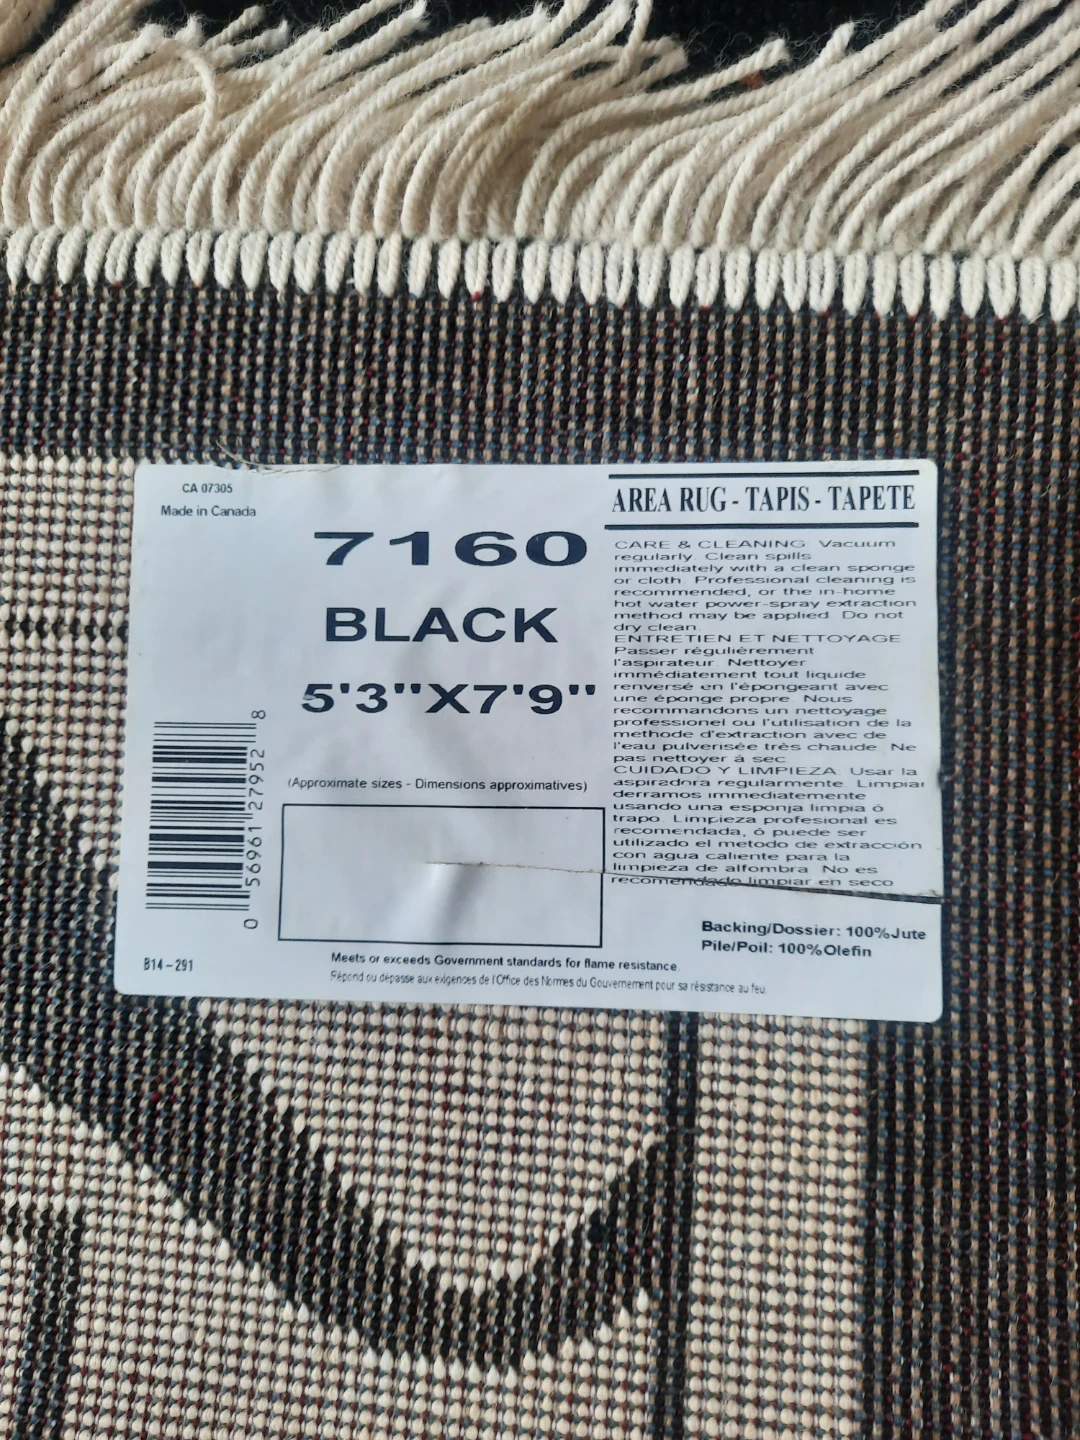 CA 07305
Made in Canada
7160
BLACK
5'3"X7'9"
(Approximate sizes - Dimensions approximatives)
0 56961 27952 8
B14-291
Meets or exceeds Government standards for flame resistance.
Répond ou dépasse aux exigences de l'Office des Normes du Gouvernement pour sa résistance au feu.
AREA RUG - TAPIS - TAPETE
CARE & CLEANING. Vacuum
regularly. Clean spills
immediately with a clean sponge
or cloth. Professional cleaning is
recommended, or the in-home
hot water power-spray extraction
method may be applied. Do not
dry clean.
ENTRETIEN ET NETTOYAGE
Passer régulièrement
l'aspirateur. Nettoyer
immédiatement tout liquide
renversé en l'épongeant avec
une éponge propre. Nous
recommandons un nettoyage
professionel ou l'utilisation de la
methode d'extraction avec de
l'eau pulverisée très chaude. Ne
pas nettoyer à sec.
CUIDADO Y LIMPIEZA. Usar la
aspiradora regularmente. Limpiar
derramos immediatemente
usando una esponja limpia ó
trapo. Limpieza profesional es
recomendada, ó puede ser
utilizado el metodo de extracción
con agua caliente para la
limpieza de alfombra. No es
recomendado limpiar en seco
Backing/Dossier: 100%Jute
Pile/Poil: 100%Olefin